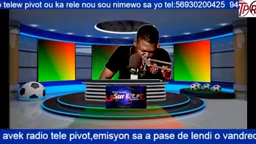 telew pivot ou ka rele nou sou nimewo sa yo tel:56930200425 94
avek radio tele pivot,emisyon sa a pase de lendi o vandred